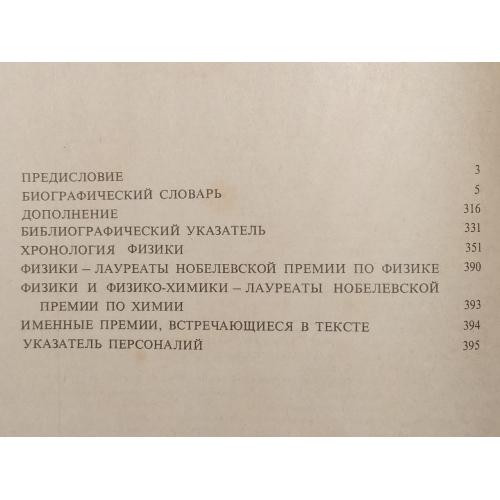 ПРЕДИСЛОВИЕ 3
БИОГРАФИЧЕСКИЙ СЛОВАРЬ 5
ДОПОЛНЕНИЕ 316
БИБЛИОГРАФИЧЕСКИЙ УКАЗАТЕЛЬ 331
ХРОНОЛОГИЯ ФИЗИКИ 351
ФИЗИКИ – ЛАУРЕАТЫ НОБЕЛЕВСКОЙ ПРЕМИИ ПО ФИЗИКЕ 390
ФИЗИКИ И ФИЗИКО-ХИМИКИ – ЛАУРЕАТЫ НОБЕЛЕВСКОЙ
ПРЕМИИ ПО ХИМИИ 393
ИМЕННЫЕ ПРЕМИИ, ВСТРЕЧАЮЩИЕСЯ В ТЕКСТЕ 394
УКАЗАТЕЛЬ ПЕРСОНАЛИЙ 395